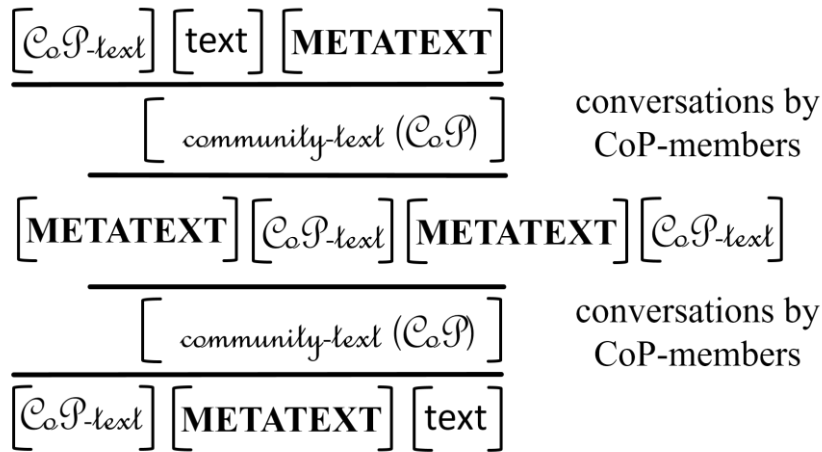 [CoP-text] [text] [METATEXT]
[community-text (CoP)]
conversations by
CoP-members
[METATEXT] [CoP-text] [METATEXT] [CoP-text]
[community-text (CoP)]
conversations by
CoP-members
[CoP-text] [METATEXT] [text]